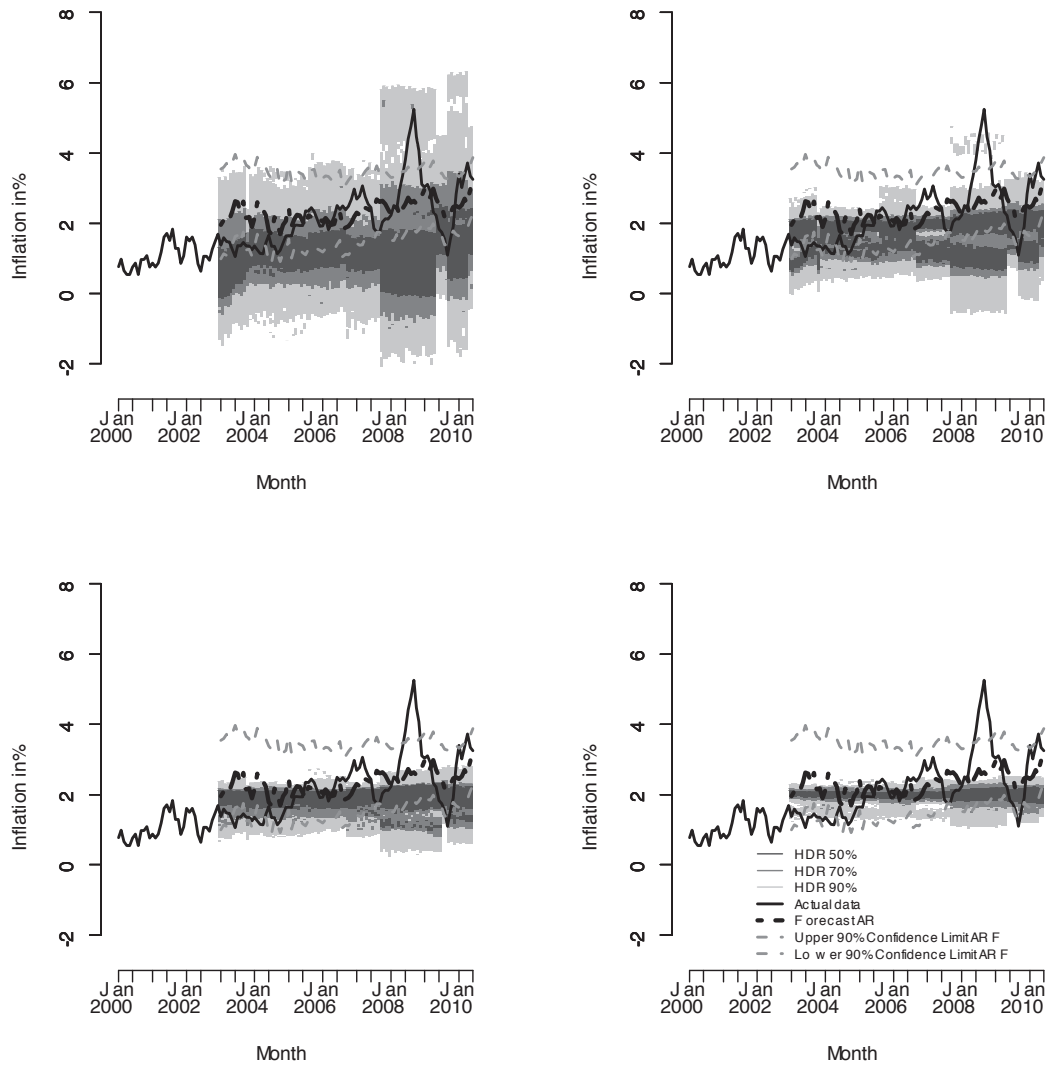 8
6
4
2
0
-2
Inflation in%
Jan 2000
Jan 2002
Jan 2004
Jan 2006
Jan 2008
Jan 2010
Month
8
6
4
2
0
-2
Inflation in%
Jan 2000
Jan 2002
Jan 2004
Jan 2006
Jan 2008
Jan 2010
Month
8
6
4
2
0
-2
Inflation in%
Jan 2000
Jan 2002
Jan 2004
Jan 2006
Jan 2008
Jan 2010
Month
8
6
4
2
0
-2
Inflation in%
HDR 50%
HDR 70%
HDR 90%
Actual data
Forecast AR
Upper 90% Confidence Limit AR F
Lower 90% Confidence Limit AR F
Jan 2000
Jan 2002
Jan 2004
Jan 2006
Jan 2008
Jan 2010
Month